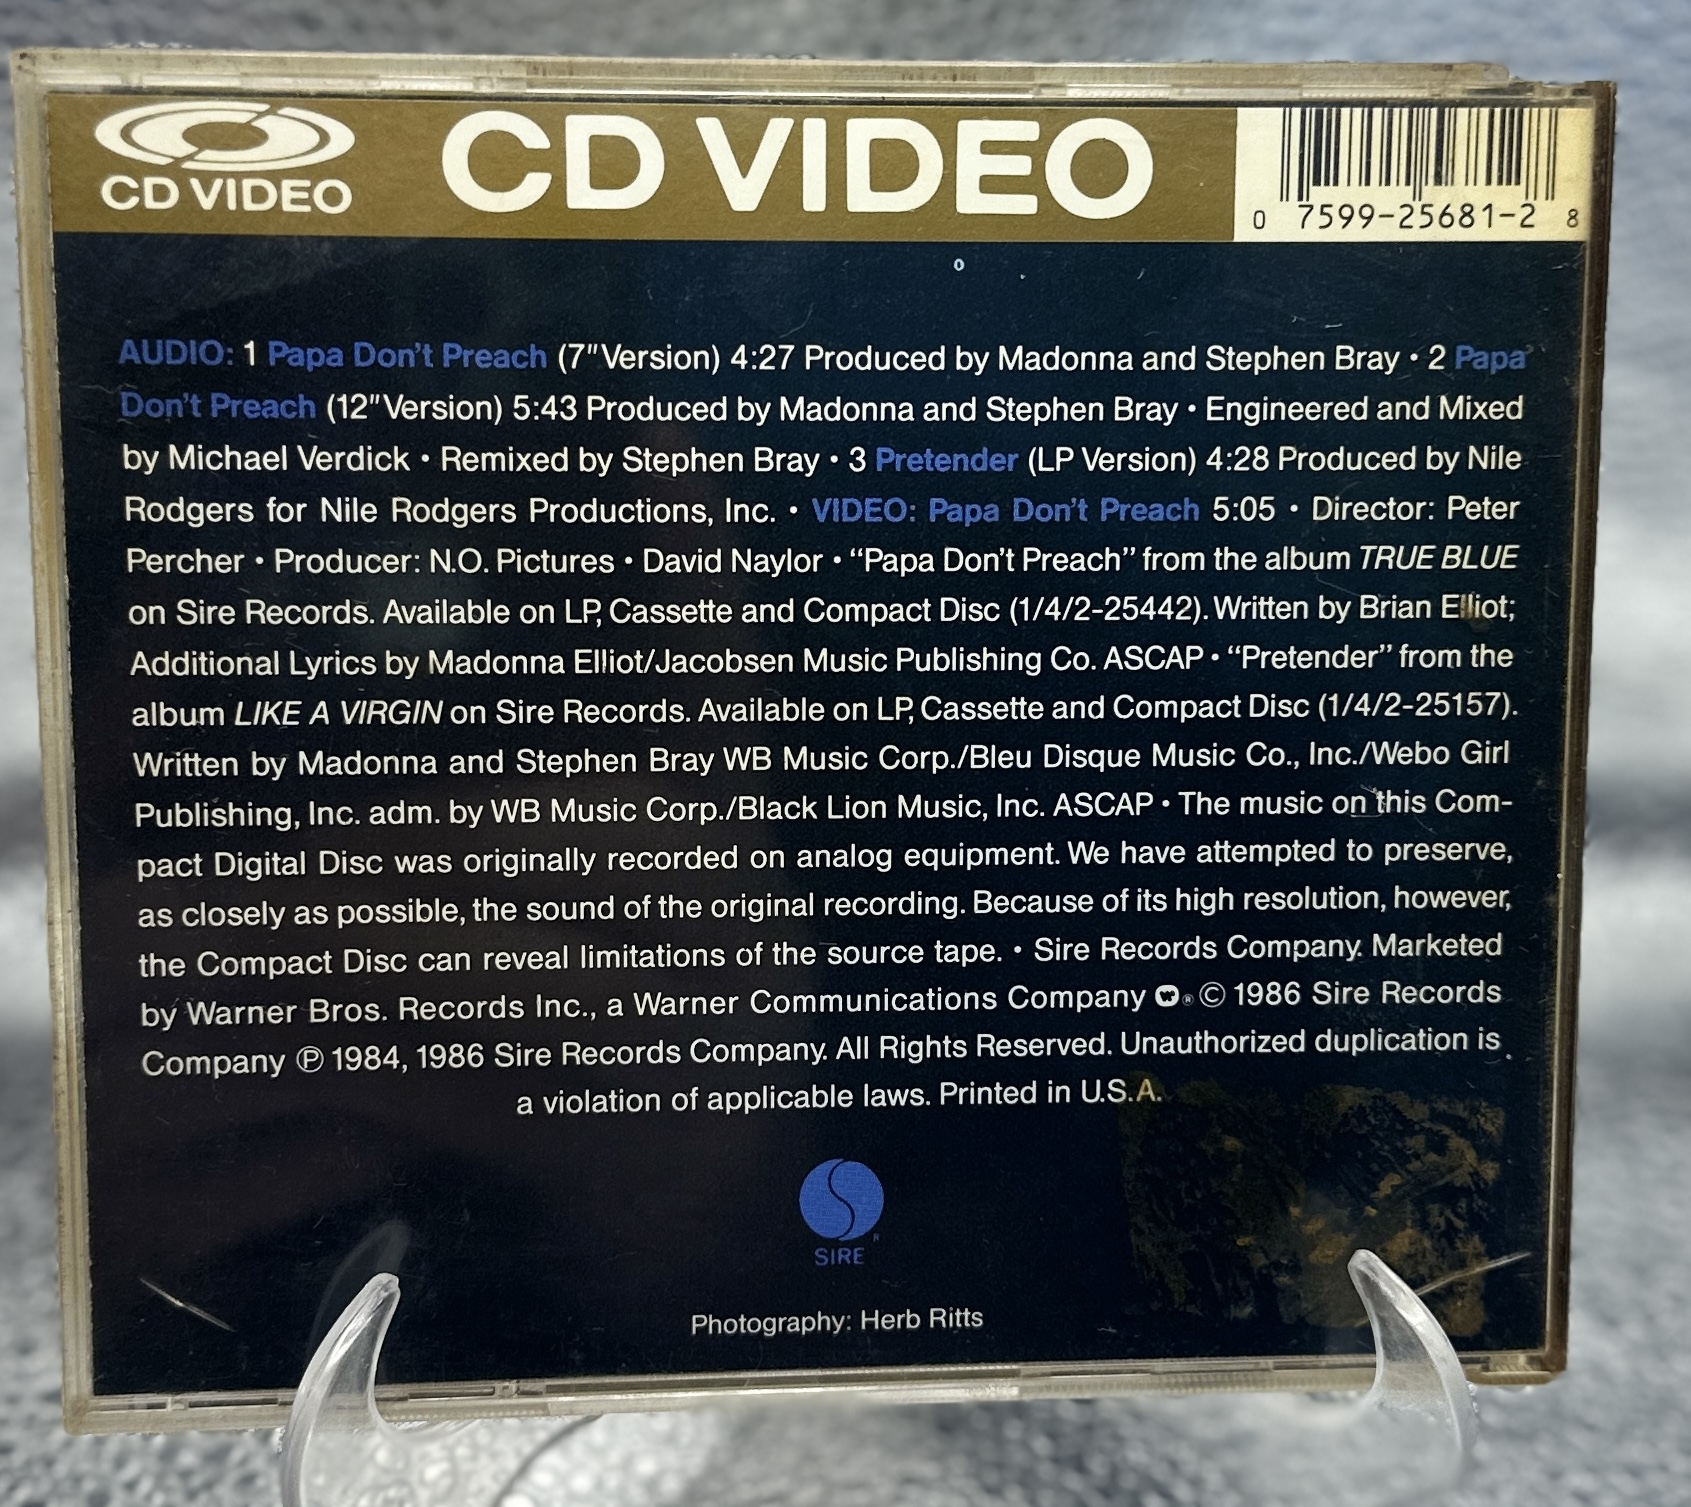 CD VIDEO
CD VIDEO
0 7599-25681-2 8
AUDIO: 1 Papa Don't Preach (7" Version) 4:27 Produced by Madonna and Stephen Bray • 2 Papa
Don't Preach (12" Version) 5:43 Produced by Madonna and Stephen Bray • Engineered and Mixed
by Michael Verdick • Remixed by Stephen Bray • 3 Pretender (LP Version) 4:28 Produced by Nile
Rodgers for Nile Rodgers Productions, Inc. • VIDEO: Papa Don't Preach 5:05 • Director: Peter
Percher • Producer: N.O. Pictures • David Naylor • "Papa Don't Preach" from the album TRUE BLUE
on Sire Records. Available on LP, Cassette and Compact Disc (1/4/2-25442). Written by Brian Elliot;
Additional Lyrics by Madonna Elliot/Jacobsen Music Publishing Co. ASCAP • "Pretender" from the
album LIKE A VIRGIN on Sire Records. Available on LP, Cassette and Compact Disc (1/4/2-25157).
Written by Madonna and Stephen Bray WB Music Corp./Bleu Disque Music Co., Inc./Webo Girl
Publishing, Inc. adm. by WB Music Corp./Black Lion Music, Inc. ASCAP • The music on this Com-
pact Digital Disc was originally recorded on analog equipment. We have attempted to preserve,
as closely as possible, the sound of the original recording. Because of its high resolution, however,
the Compact Disc can reveal limitations of the source tape. • Sire Records Company. Marketed
by Warner Bros. Records Inc., a Warner Communications Company ® © 1986 Sire Records
Company ℗ 1984, 1986 Sire Records Company. All Rights Reserved. Unauthorized duplication is
a violation of applicable laws. Printed in U.S.A.
SIRE
Photography: Herb Ritts